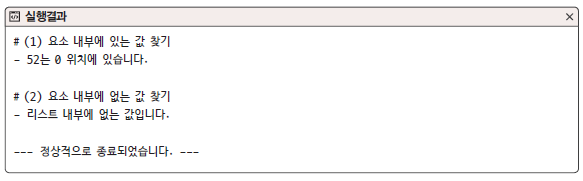 실행결과
# (1) 요소 내부에 있는 값 찾기
- 52는 0 위치에 있습니다.
# (2) 요소 내부에 없는 값 찾기
- 리스트 내부에 없는 값입니다.
--- 정상적으로 종료되었습니다. ---